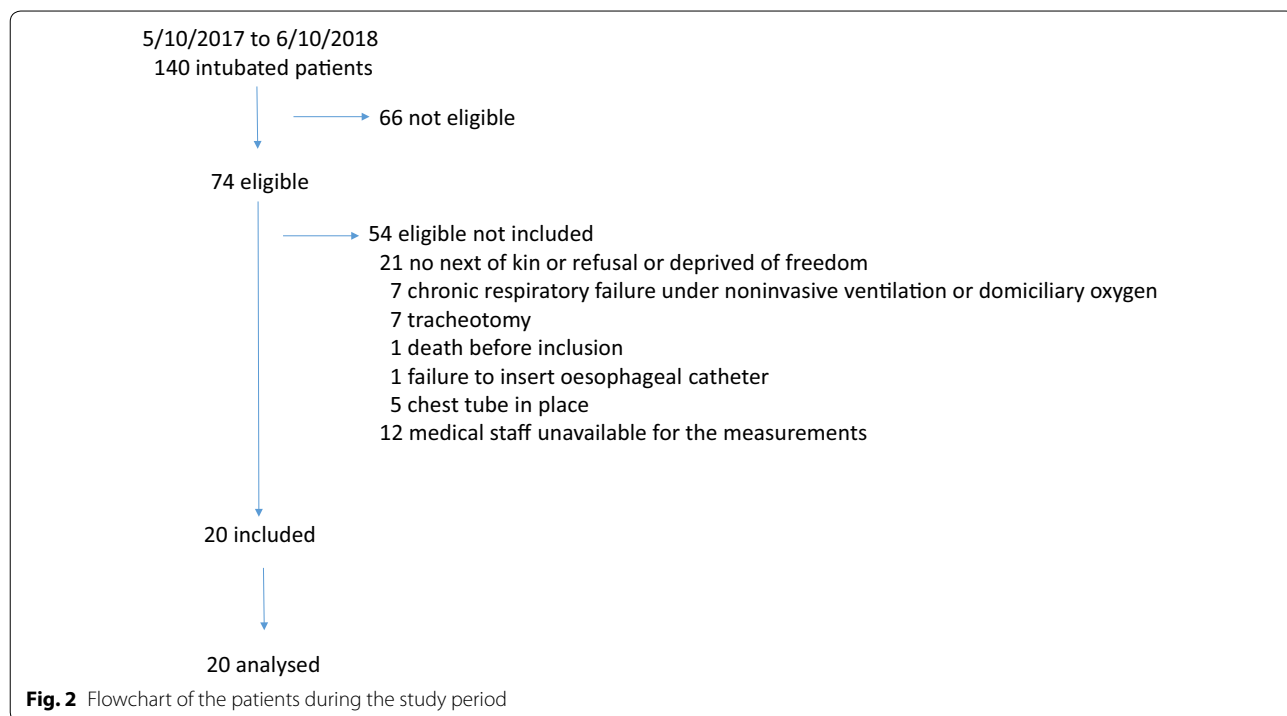 5/10/2017 to 6/10/2018
140 intubated patients
66 not eligible
74 eligible
54 eligible not included
21 no next of kin or refusal or deprived of freedom
7 chronic respiratory failure under noninvasive ventilation or domiciliary oxygen
7 tracheotomy
1 death before inclusion
1 failure to insert oesophageal catheter
5 chest tube in place
12 medical staff unavailable for the measurements
20 included
20 analysed
Fig. 2 Flowchart of the patients during the study period